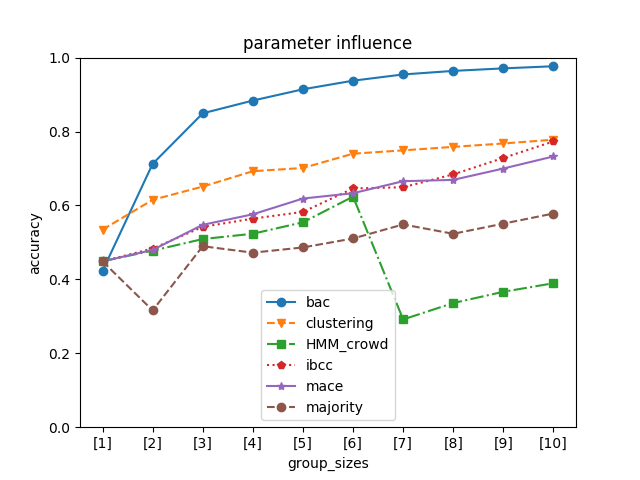 parameter influence
accuracy
1.0
0.8
0.6
0.4
0.2
0.0
bac
clustering
HMM_crowd
ibcc
mace
majority
[1] [2] [3] [4] [5] [6] [7] [8] [9] [10]
group_sizes